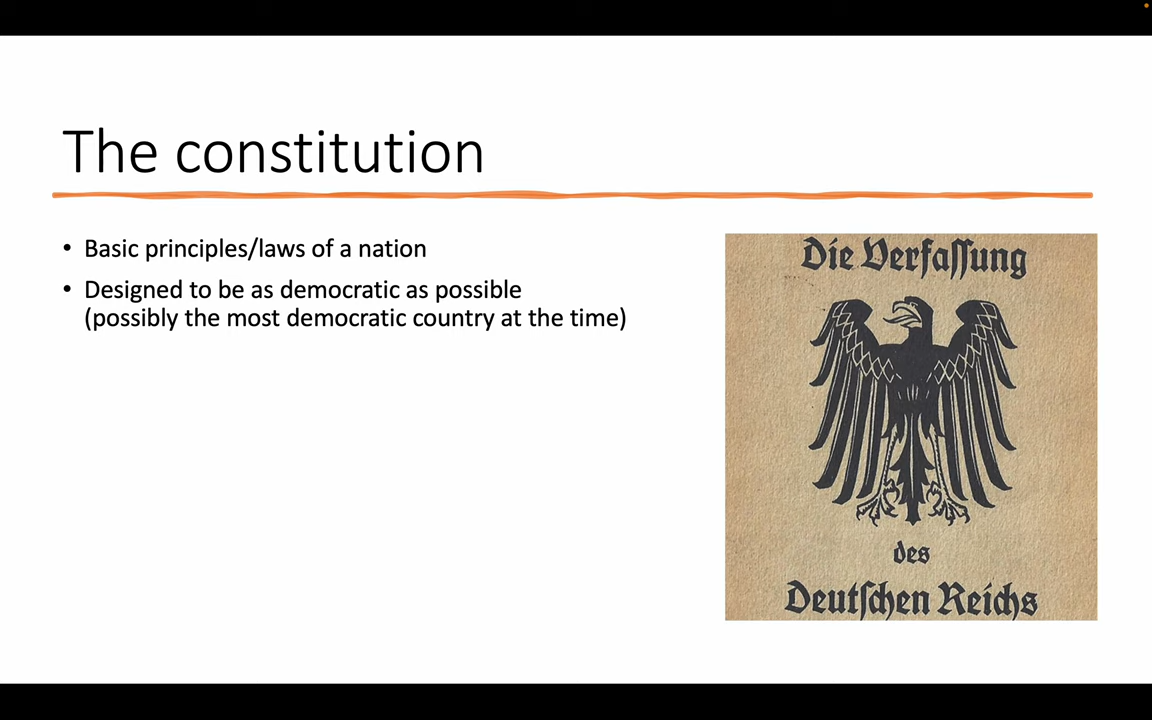 The constitution
• Basic principles/laws of a nation
• Designed to be as democratic as possible
(possibly the most democratic country at the time)
Die Verfaſſung
des
Deutſchen Reichs